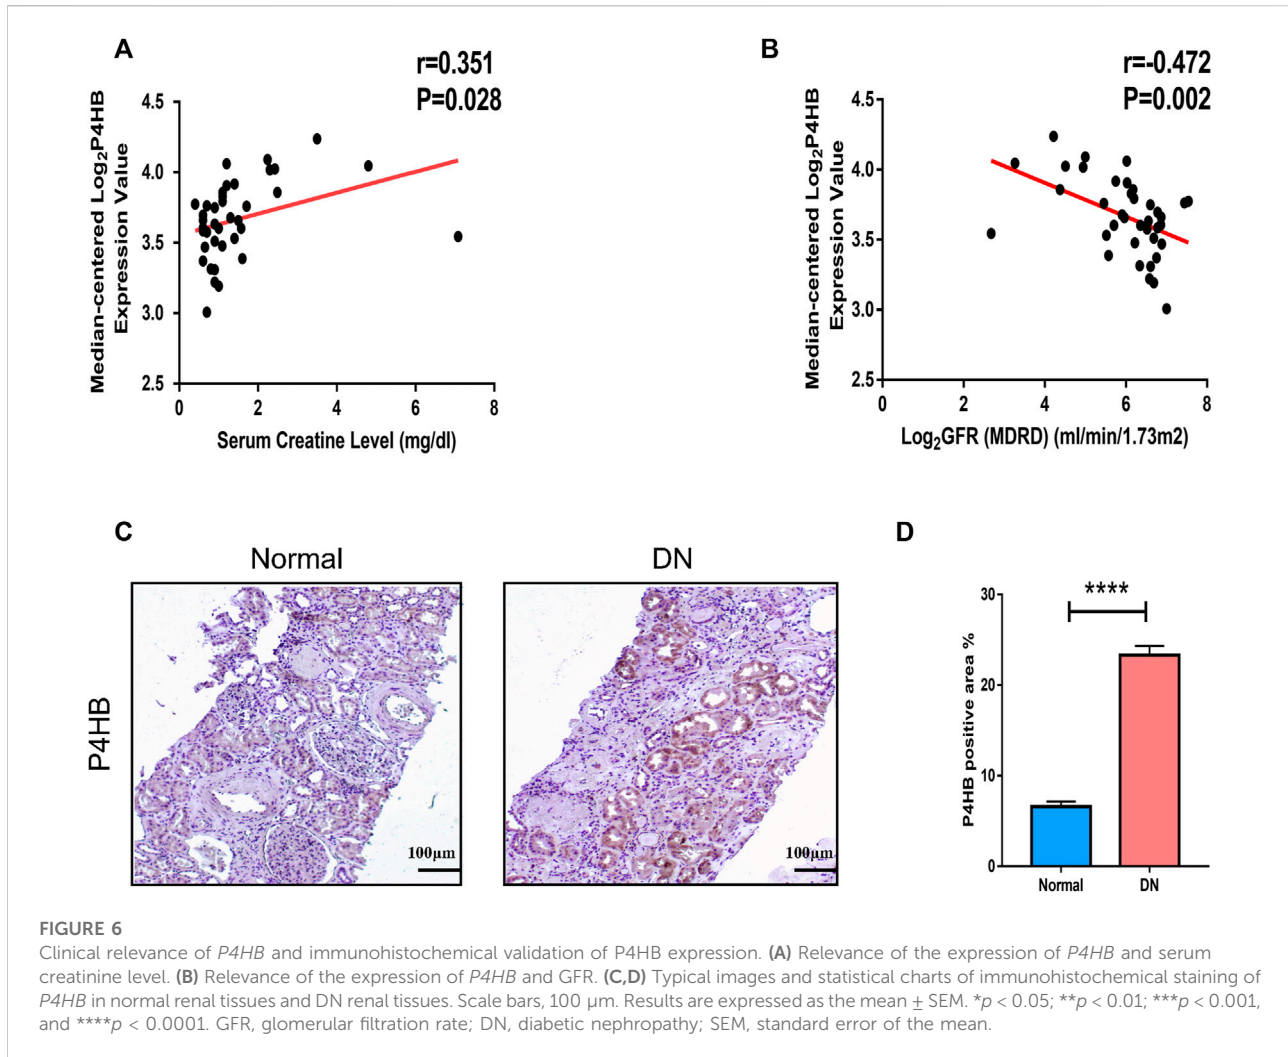 A
r=0.351
P=0.028
Median-centered Log₂P4HB
Expression Value
4.5
4.0
3.5
3.0
2.5
0 2 4 6 8
Serum Creatine Level (mg/dl)
B
r=-0.472
P=0.002
Median-centered Log₂P4HB
Expression Value
4.5
4.0
3.5
3.0
2.5
0 2 4 6 8
Log₂GFR (MDRD) (ml/min/1.73m2)
C
Normal
DN
P4HB
100µm
100µm
D
****
P4HB positive area %
30
20
10
0
Normal DN
FIGURE 6
Clinical relevance of P4HB and immunohistochemical validation of P4HB expression. (A) Relevance of the expression of P4HB and serum
creatinine level. (B) Relevance of the expression of P4HB and GFR. (C,D) Typical images and statistical charts of immunohistochemical staining of
P4HB in normal renal tissues and DN renal tissues. Scale bars, 100 µm. Results are expressed as the mean ± SEM. *p < 0.05; **p < 0.01; ***p < 0.001,
and ****p < 0.0001. GFR, glomerular filtration rate; DN, diabetic nephropathy; SEM, standard error of the mean.